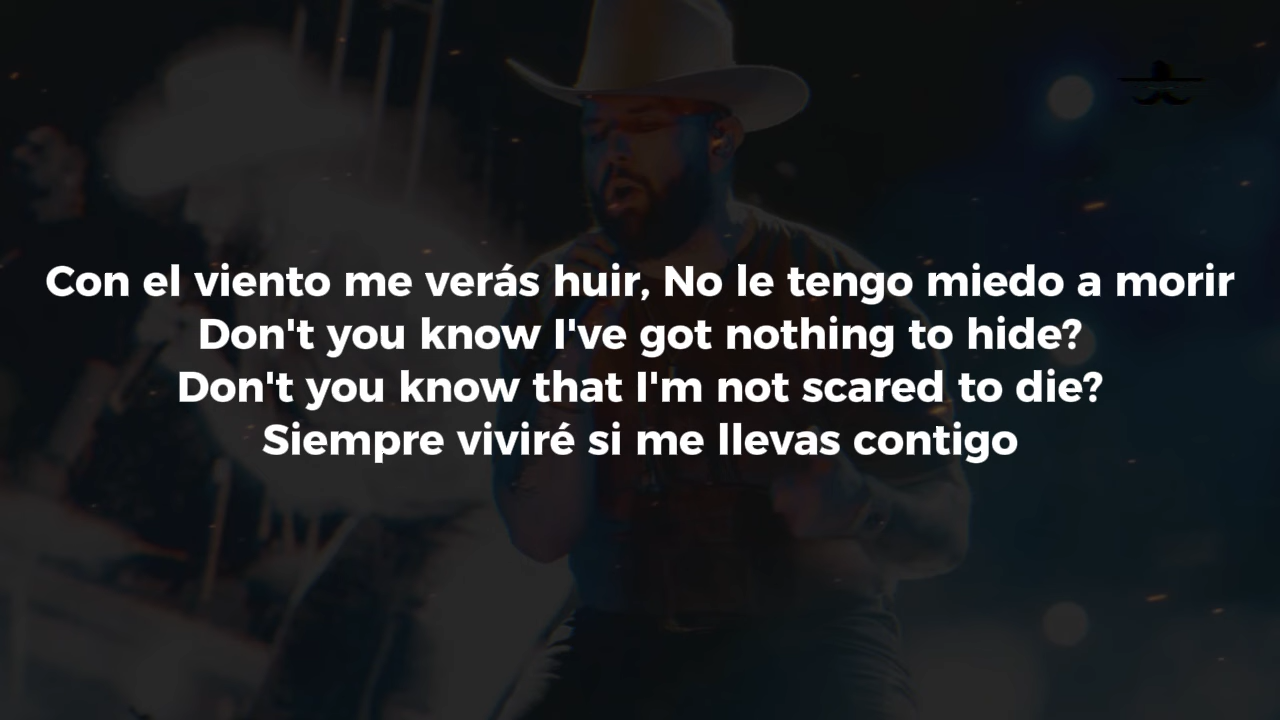 Con el viento me verás huir, No le tengo miedo a morir
Don't you know I've got nothing to hide?
Don't you know that I'm not scared to die?
Siempre viviré si me llevas contigo